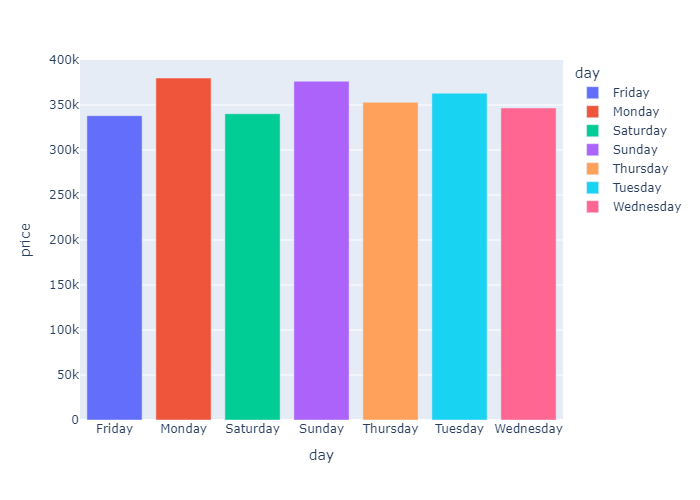 400k
350k
300k
250k
200k
150k
100k
50k
0
price
Friday
Monday
Saturday
Sunday
Thursday
Tuesday
Wednesday
day
day
Friday
Monday
Saturday
Sunday
Thursday
Tuesday
Wednesday